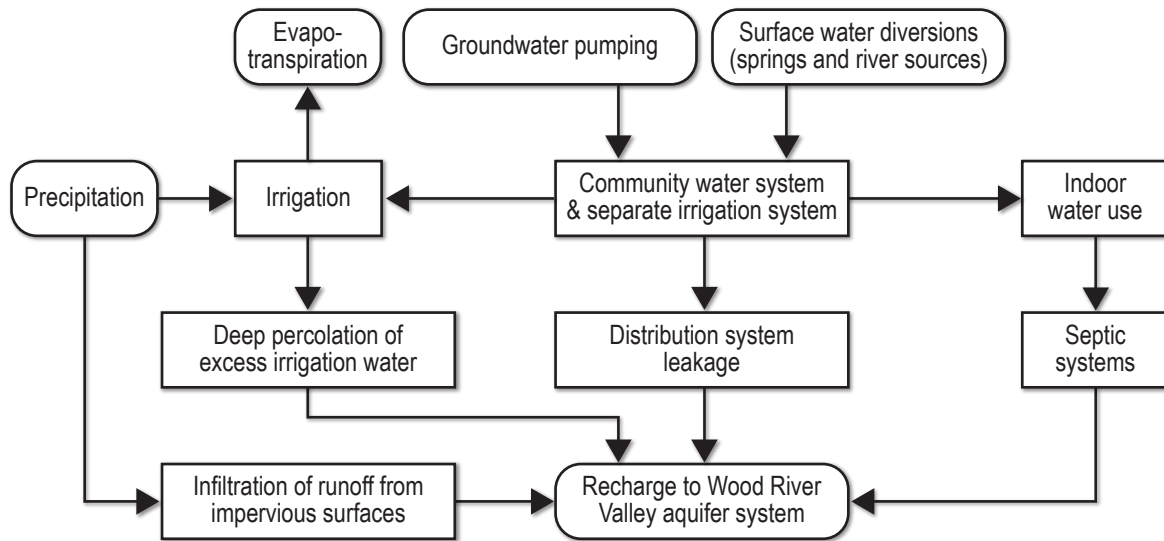 Evapo-
transpiration
Groundwater pumping
Surface water diversions
(springs and river sources)
Precipitation
Irrigation
Community water system
& separate irrigation system
Indoor
water use
Deep percolation of
excess irrigation water
Distribution system
leakage
Septic
systems
Infiltration of runoff from
impervious surfaces
Recharge to Wood River
Valley aquifer system